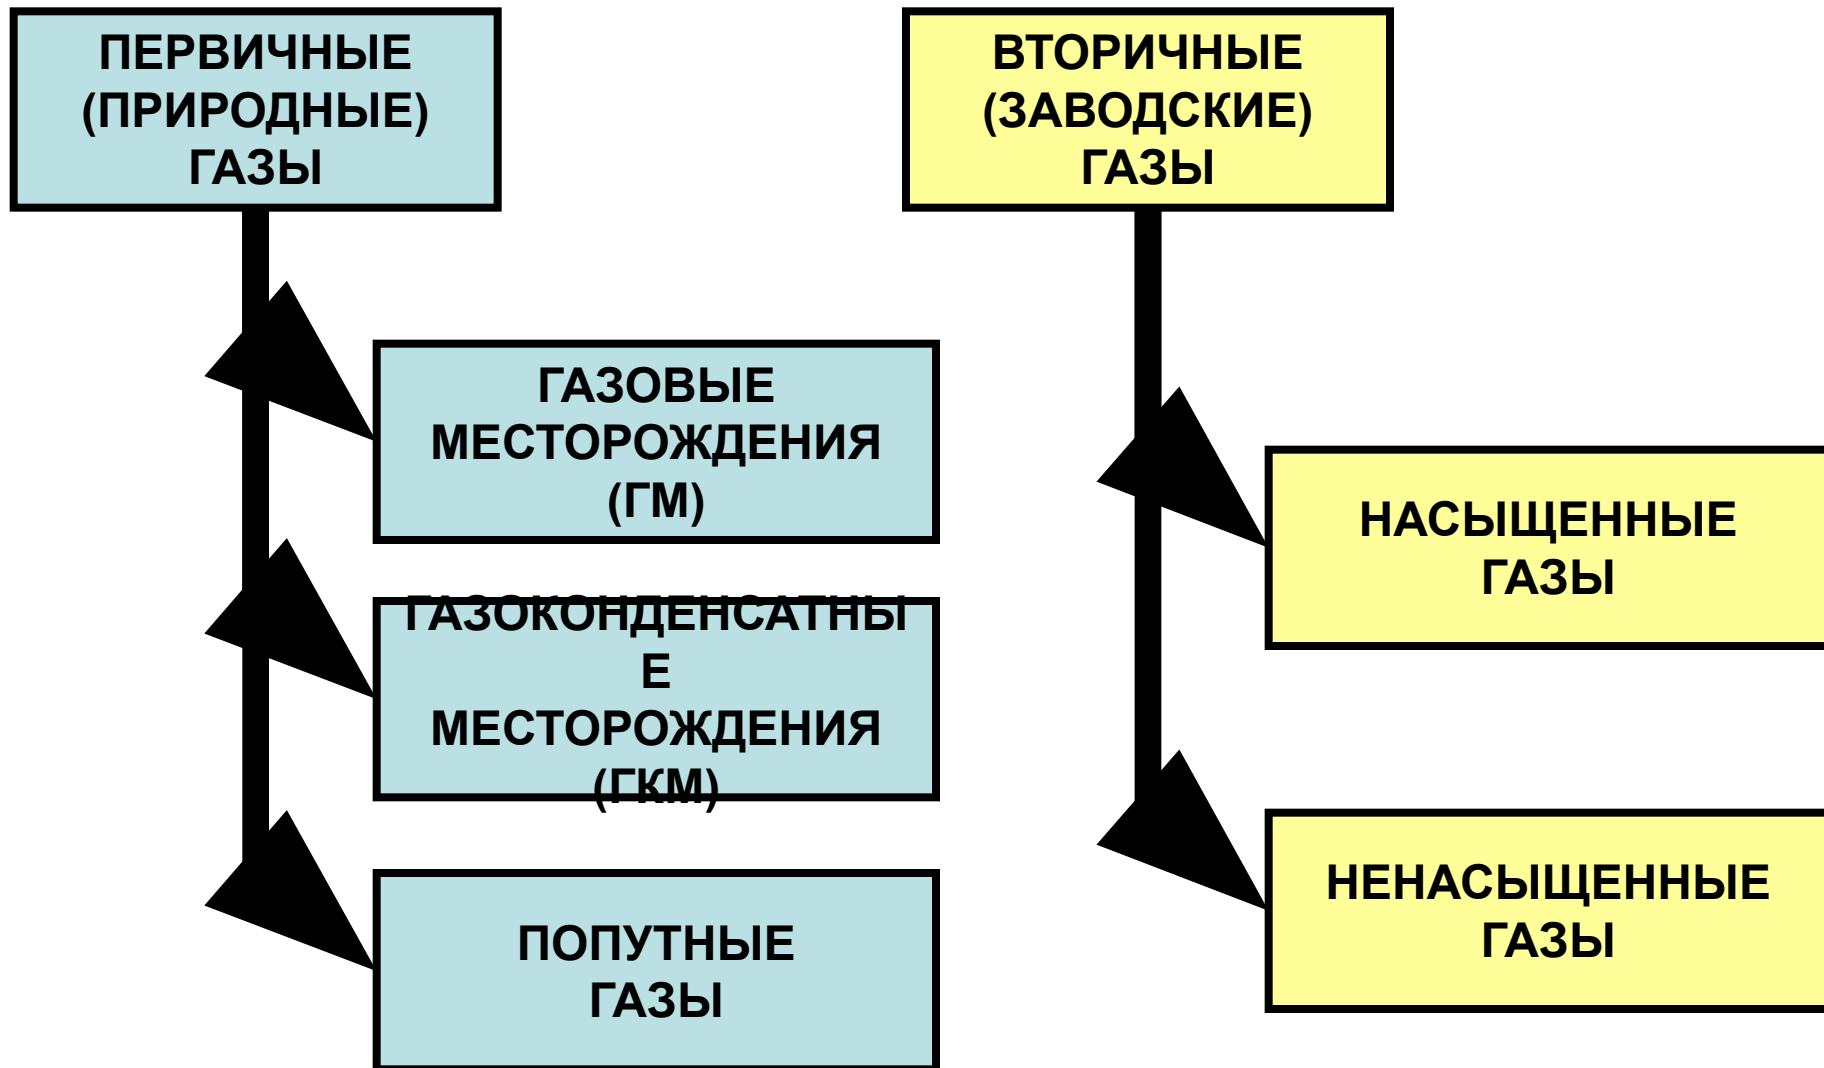 ПЕРВИЧНЫЕ
(ПРИРОДНЫЕ)
ГАЗЫ
ГАЗОВЫЕ
МЕСТОРОЖДЕНИЯ
(ГМ)
ГАЗОКОНДЕНСАТНЫ
Е
МЕСТОРОЖДЕНИЯ
(ГКМ)
ПОПУТНЫЕ
ГАЗЫ
ВТОРИЧНЫЕ
(ЗАВОДСКИЕ)
ГАЗЫ
НАСЫЩЕННЫЕ
ГАЗЫ
НЕНАСЫЩЕННЫЕ
ГАЗЫ